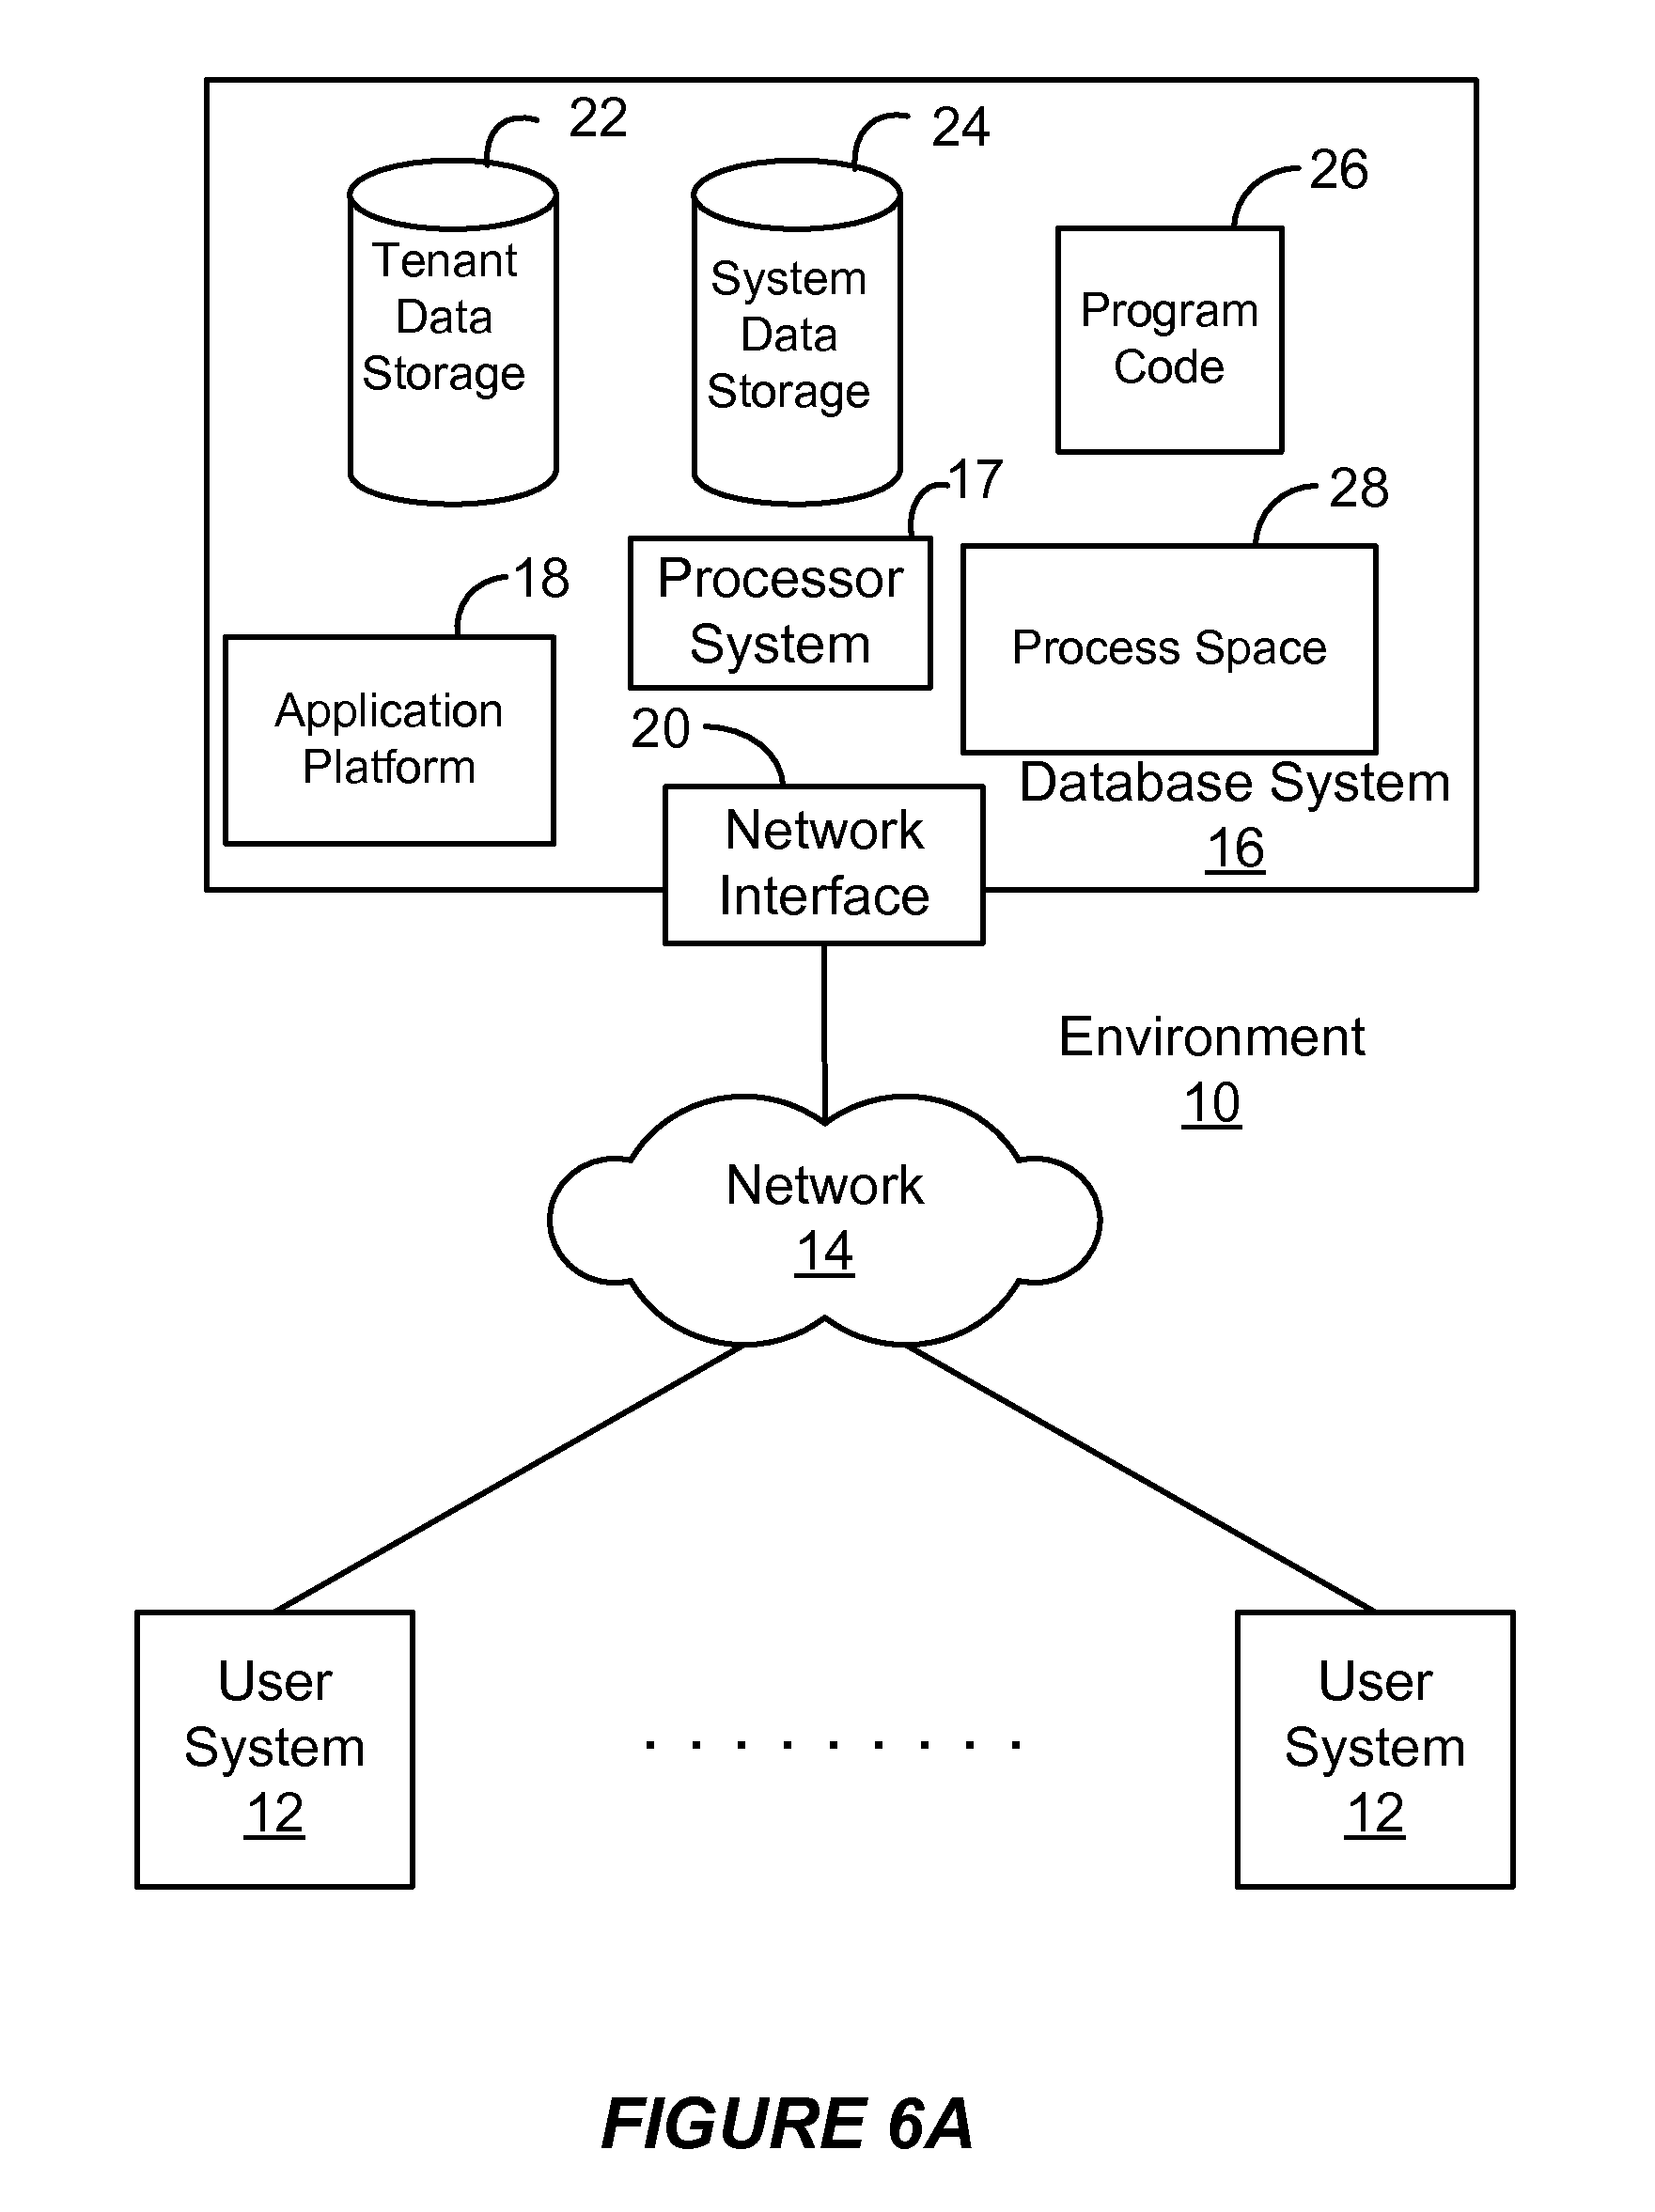 22
24
26
Tenant
Data
Storage
System
Data
Storage
Program
Code
17
28
18
Processor
System
Process Space
Application
Platform
20
Database System
16
Network
Interface
Environment
10
Network
14
User
System
12
. . . . . . . . .
User
System
12
FIGURE 6A